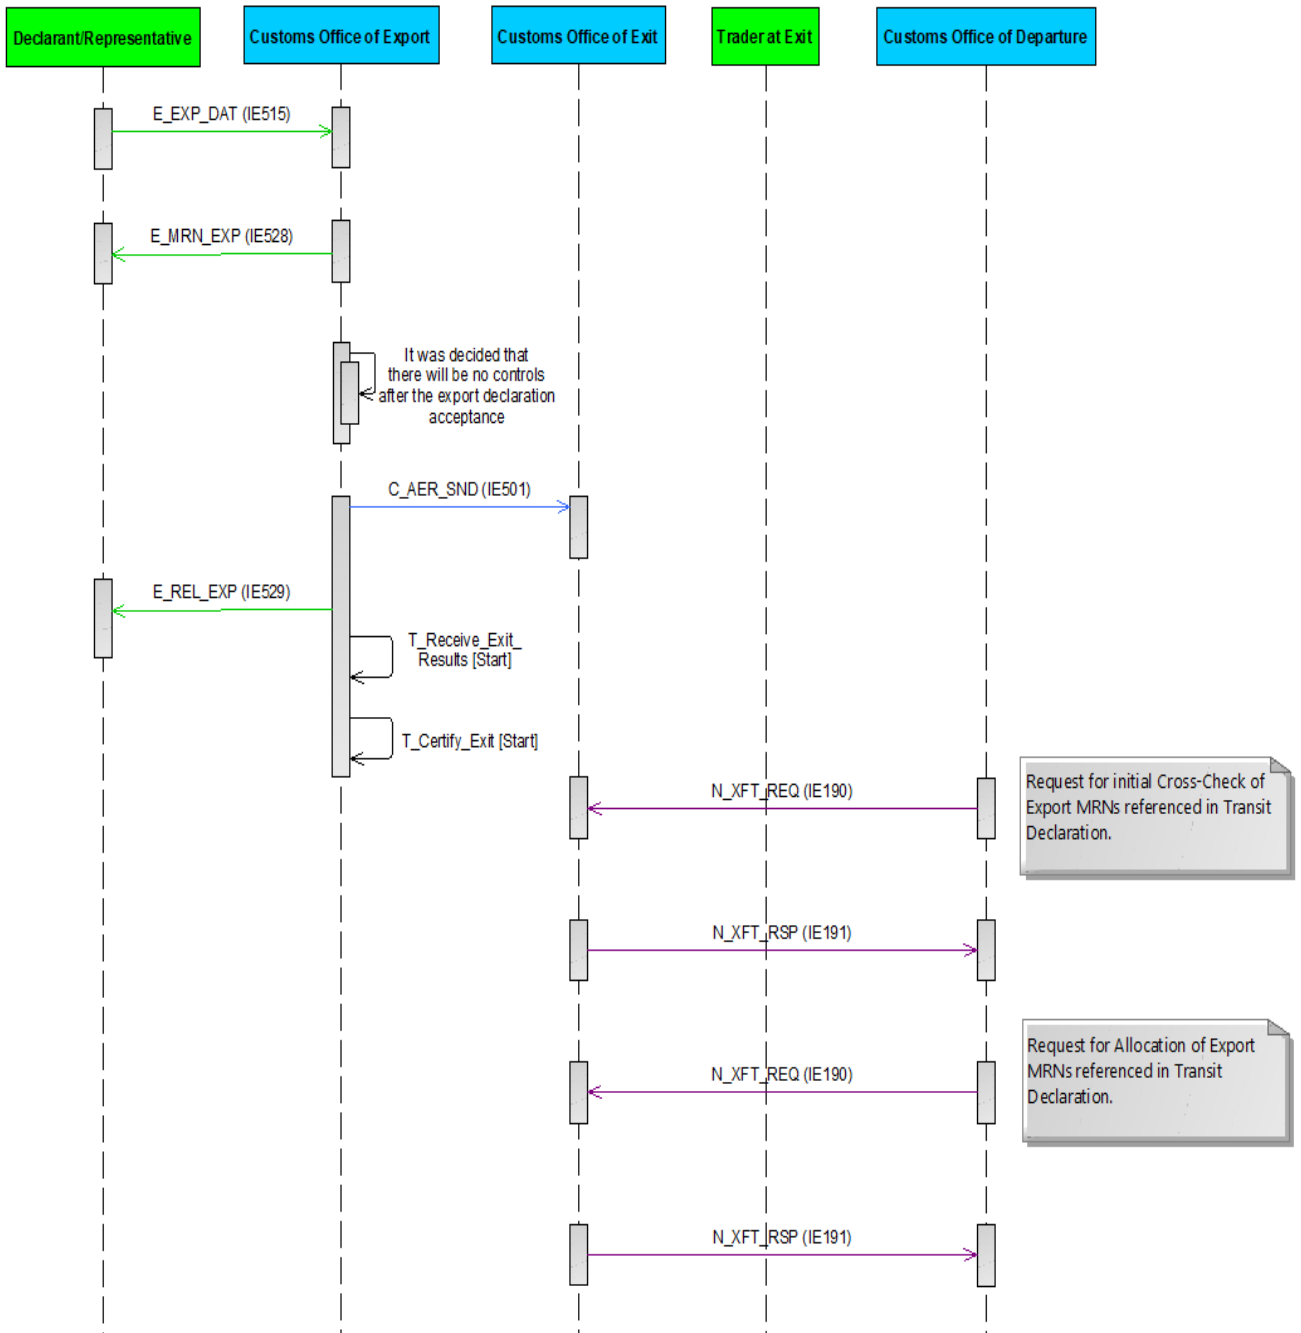 Declarant/Representative
Customs Office of Export
Customs Office of Exit
Trader at Exit
Customs Office of Departure
E_EXP_DAT (IE515)
E_MRN_EXP (IE528)
It was decided that
there will be no controls
after the export declaration
acceptance
C_AER_SND (IE501)
E_REL_EXP (IE529)
T_Receive_Exit_
Results [Start]
T_Certify_Exit [Start]
N_XFT_REQ (IE190)
Request for initial Cross-Check of
Export MRNs referenced in Transit
Declaration.
N_XFT_RSP (IE191)
N_XFT_REQ (IE190)
Request for Allocation of Export
MRNs referenced in Transit
Declaration.
N_XFT_RSP (IE191)